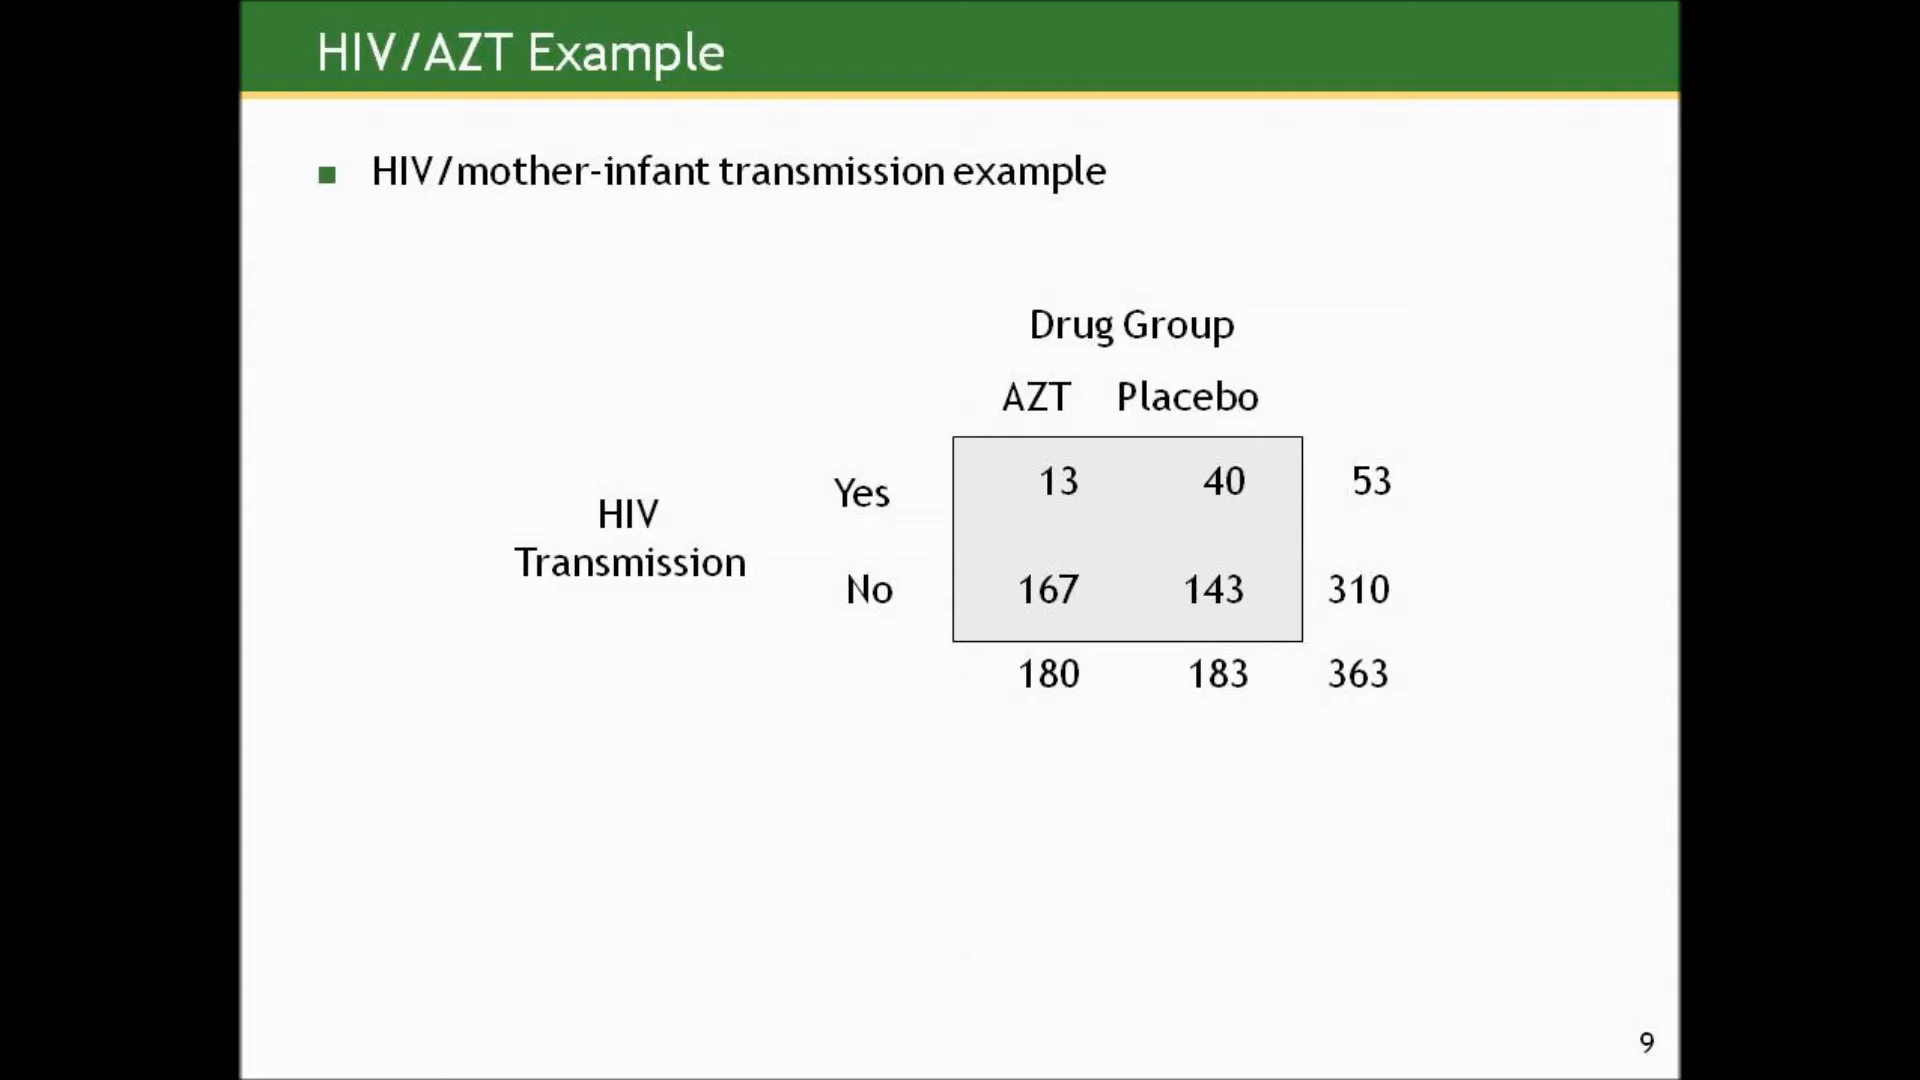 HIV/AZT Example
HIV/mother-infant transmission example
Drug Group
AZT Placebo
Yes 13 40 53
HIV
Transmission
No 167 143 310
180 183 363
9